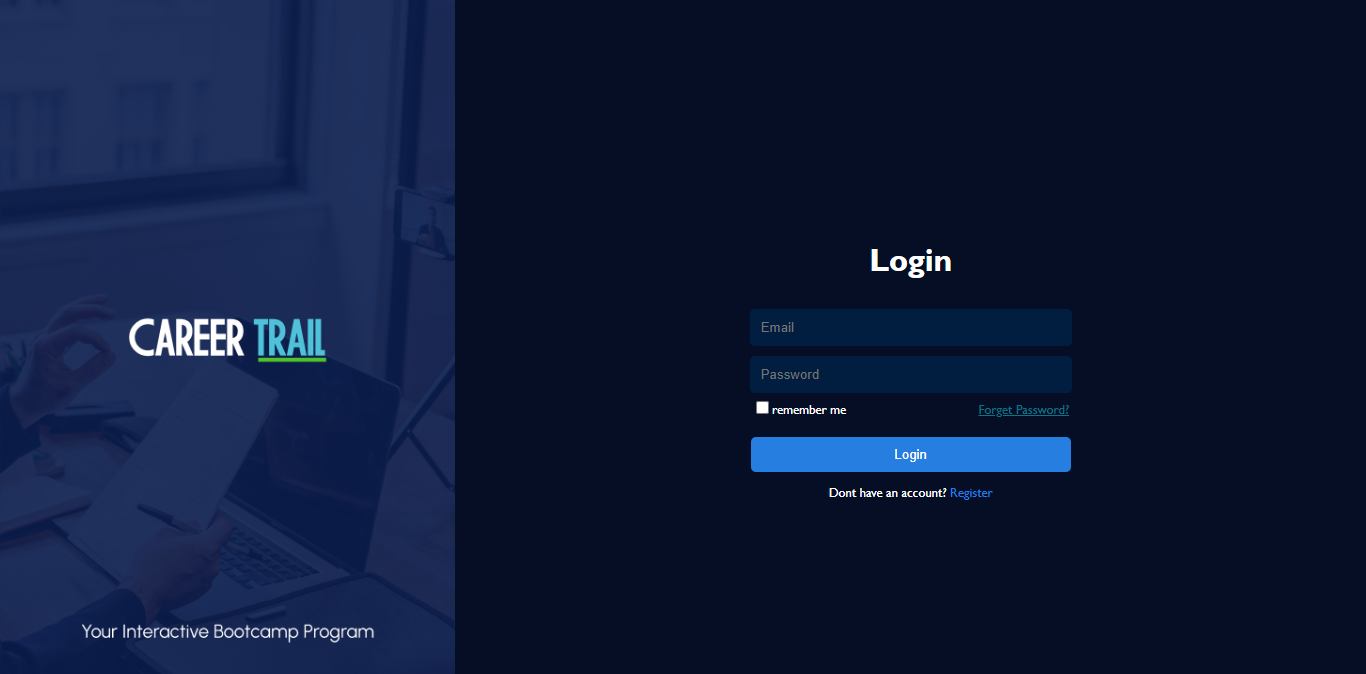 CAREER TRAIL
Your Interactive Bootcamp Program
Login
Email
Password
remember me Forget Password?
Login
Dont have an account? Register